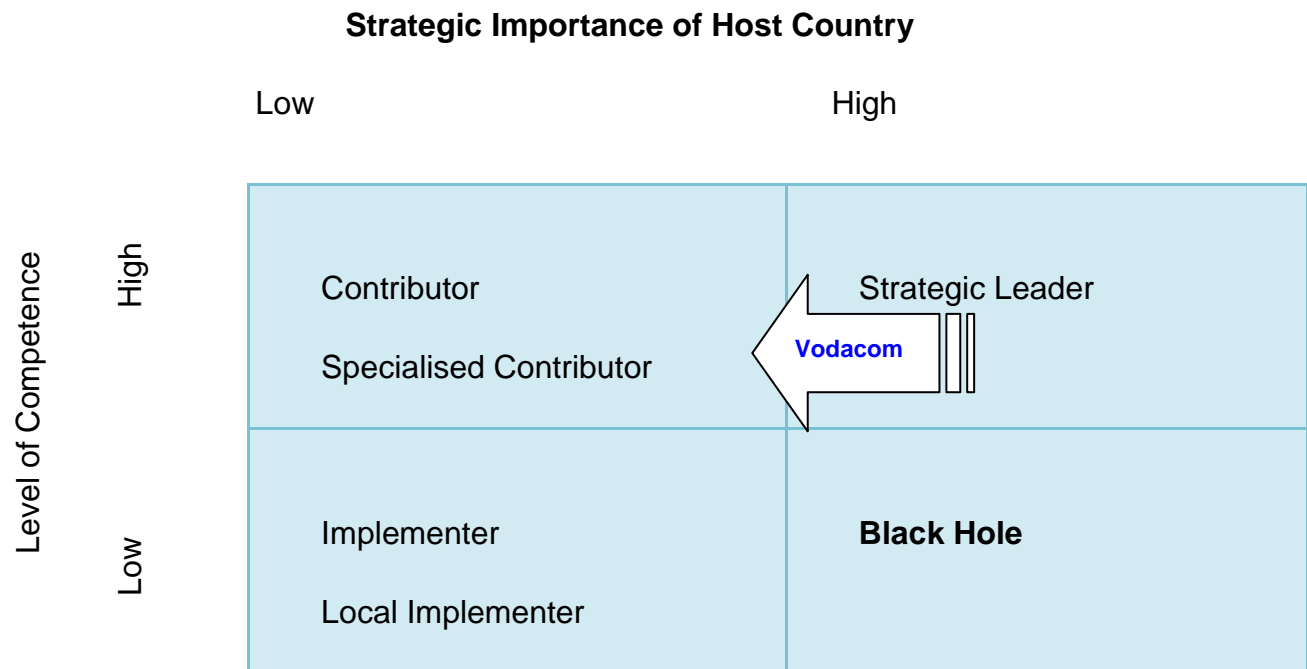 Strategic Importance of Host Country
Low High
Level of Competence
High
Contributor Strategic Leader
Vodacom
Specialised Contributor
Low
Implementer Black Hole
Local Implementer